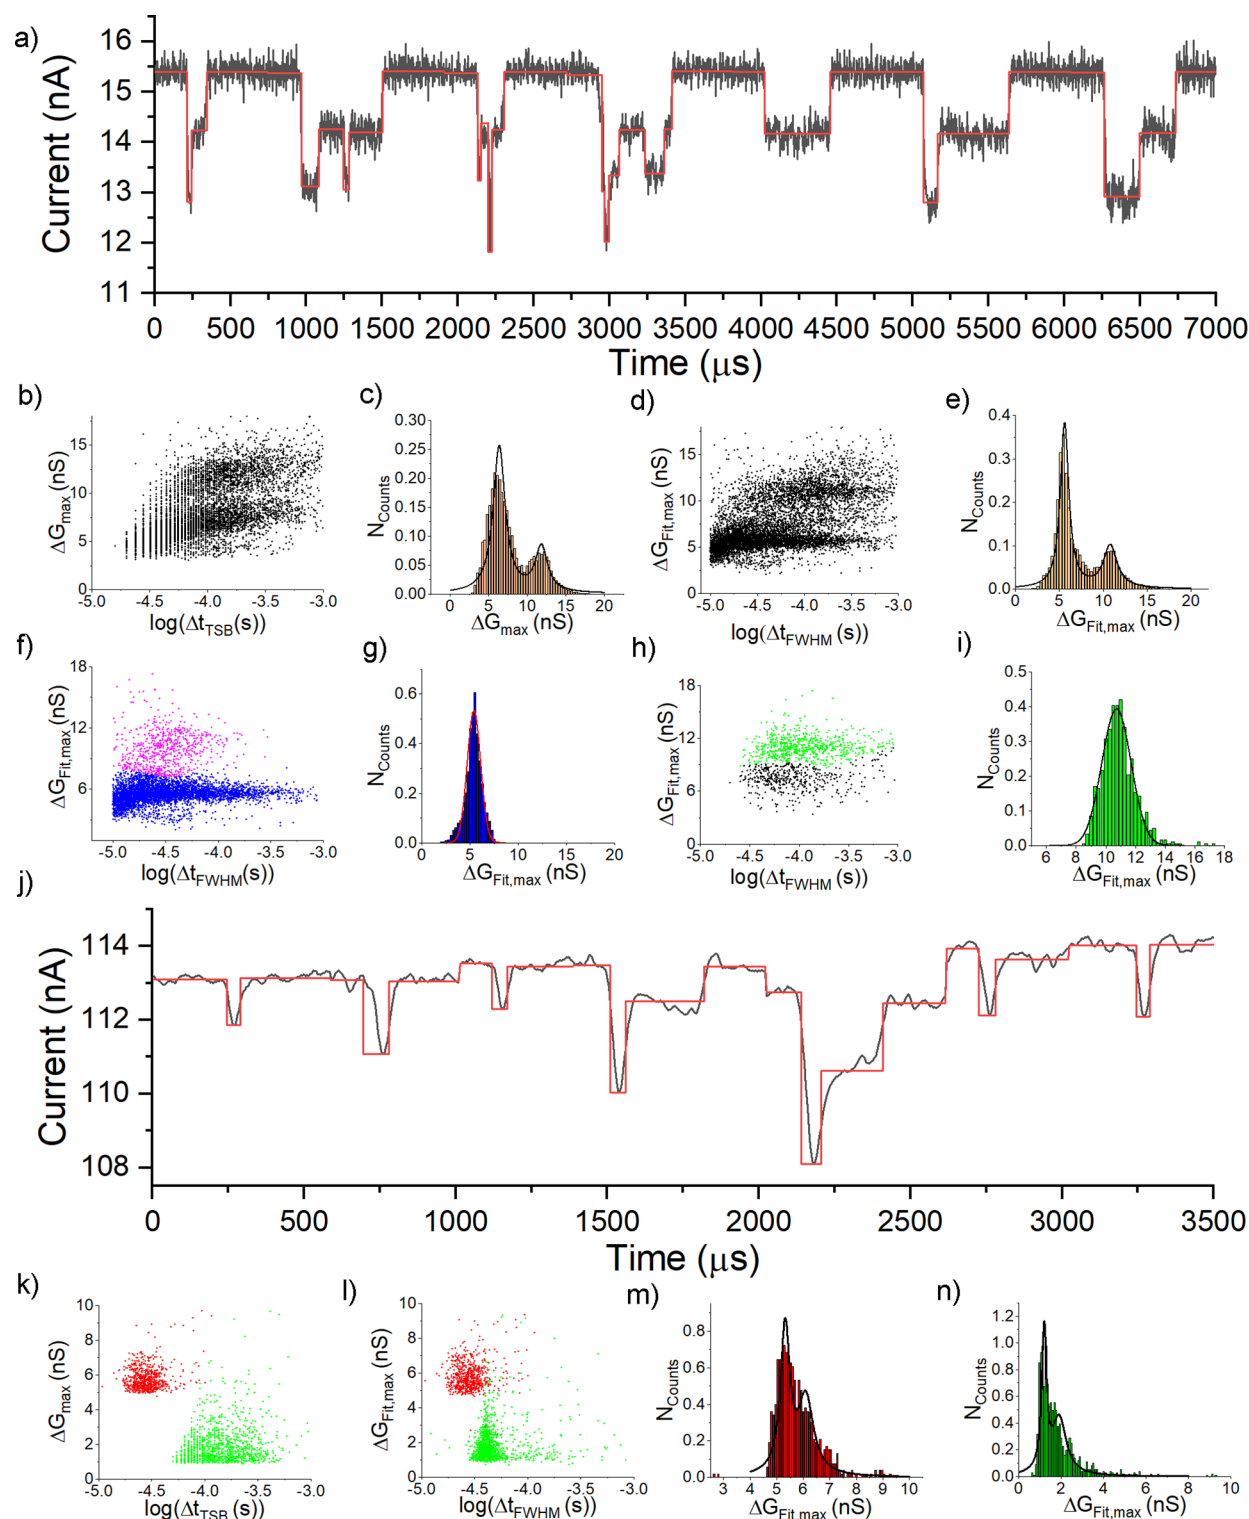 a)
16
15
14
13
12
11
Current (nA)
0 500 1000 1500 2000 2500 3000 3500 4000 4500 5000 5500 6000 6500 7000
Time (μs)
b)
15
10
5
ΔGmax (nS)
-5.0 -4.5 -4.0 -3.5 -3.0
log(ΔtTSB(s))
c)
0.30
0.25
0.20
0.15
0.10
0.05
0.00
NCounts
0 5 10 15 20
ΔGmax (nS)
d)
15
10
5
0
ΔGFit,max (nS)
-5.0 -4.5 -4.0 -3.5 -3.0
log(ΔtFWHM (s))
e)
0.4
0.3
0.2
0.1
0.0
NCounts
0 5 10 15 20
ΔGFit,max (nS)
f)
18
12
6
ΔGFit,max (nS)
-5.0 -4.5 -4.0 -3.5 -3.0
log(ΔtFWHM(s))
g)
0.6
0.4
0.2
0.0
NCounts
0 5 10 15 20
ΔGFit,max (nS)
h)
18
15
12
9
6
3
0
ΔGFit,max (nS)
-5.0 -4.5 -4.0 -3.5 -3.0
log(ΔtFWHM (s))
i)
0.5
0.4
0.3
0.2
0.1
0.0
NCounts
6 8 10 12 14 16 18
ΔGFit,max (nS)
j)
114
112
110
108
Current (nA)
0 500 1000 1500 2000 2500 3000 3500
Time (μs)
k)
10
8
6
4
2
0
ΔGmax (nS)
-5.0 -4.5 -4.0 -3.5 -3.0
log(ΔtTSB (s))
l)
10
8
6
4
2
0
ΔGFit,max (nS)
-5.0 -4.5 -4.0 -3.5 -3.0
log(ΔtFWHM (s))
m)
0.8
0.6
0.4
0.2
0.0
NCounts
3 4 5 6 7 8 9 10
ΔGFit,max (nS)
n)
1.2
1.0
0.8
0.6
0.4
0.2
0.0
NCounts
0 2 4 6 8 10
ΔGFit,max (nS)